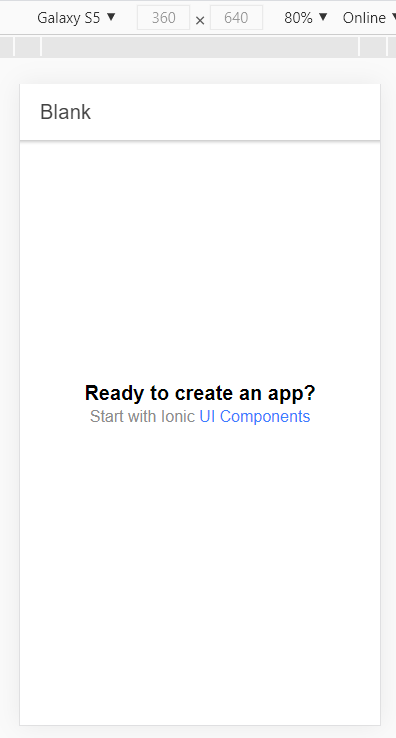 Galaxy S5 ▼ 360 × 640 80% ▼ Online
Blank
Ready to create an app?
Start with Ionic UI Components